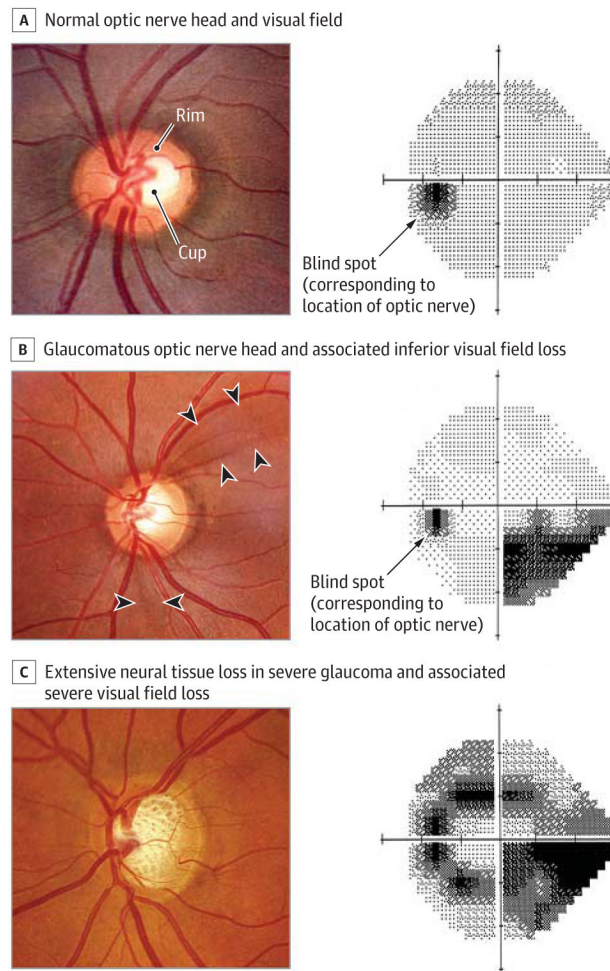 A Normal optic nerve head and visual field
Rim
Cup
Blind spot
(corresponding to
location of optic nerve)
B Glaucomatous optic nerve head and associated inferior visual field loss
Blind spot
(corresponding to
location of optic nerve)
C Extensive neural tissue loss in severe glaucoma and associated
severe visual field loss